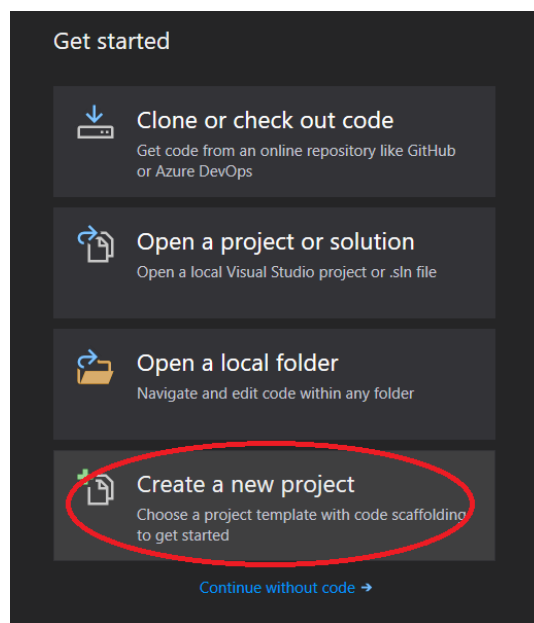 Get started
Clone or check out code
Get code from an online repository like GitHub
or Azure DevOps
Open a project or solution
Open a local Visual Studio project or .sln file
Open a local folder
Navigate and edit code within any folder
Create a new project
Choose a project template with code scaffolding
to get started
Continue without code →